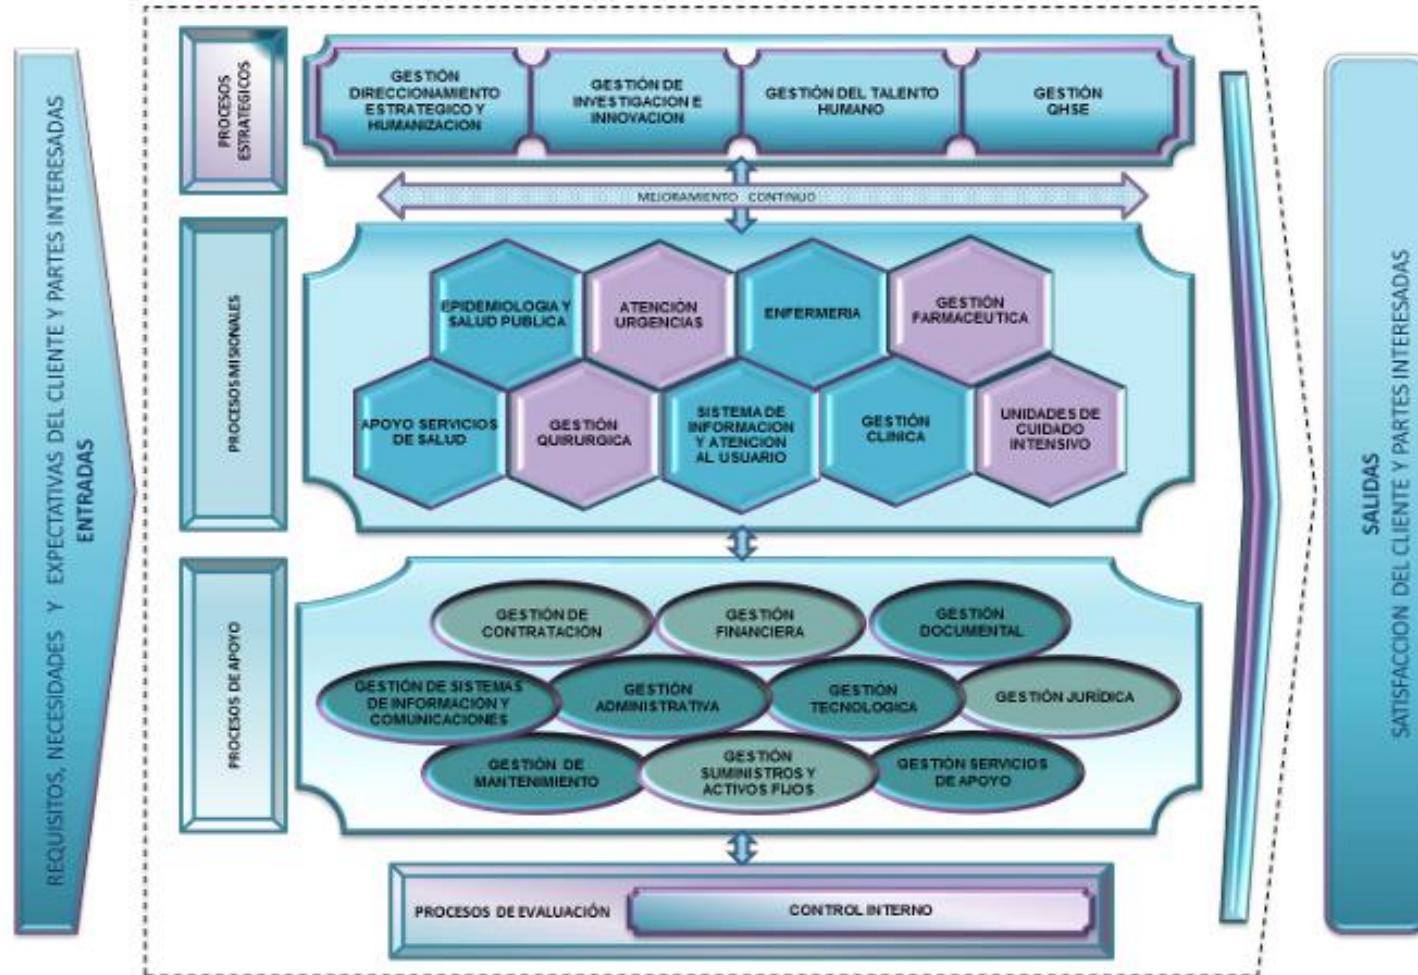 REQUISITOS, NECESIDADES Y EXPECTATIVAS DEL CLIENTE Y PARTES INTERESADAS
ENTRADAS
PROCESOS
ESTRATEGICOS
GESTIÓN
DIRECCIONAMIENTO
ESTRATEGICO Y
HUMANIZACIÓN
GESTIÓN DE
INVESTIGACION E
INNOVACION
GESTIÓN DEL TALENTO
HUMANO
GESTIÓN
QHSE
MEJORAMIENTO CONTINUO
PROCESOS MISIONALES
EPIDEMIOLOGIA Y
SALUD PUBLICA
ATENCIÓN
URGENCIAS
ENFERMERIA
GESTIÓN
FARMACEUTICA
APOYO SERVICIOS
DE SALUD
GESTIÓN
QUIRURGICA
SISTEMA DE
INFORMACION
Y ATENCION
AL USUARIO
GESTIÓN
CLINICA
UNIDADES DE
CUIDADO
INTENSIVO
PROCESOS DE APOYO
GESTIÓN DE
CONTRATACIÓN
GESTIÓN
FINANCIERA
GESTIÓN
DOCUMENTAL
GESTIÓN DE SISTEMAS
DE INFORMACIÓN Y
COMUNICACIONES
GESTIÓN
ADMINISTRATIVA
GESTIÓN
TECNOLOGICA
GESTIÓN JURÍDICA
GESTIÓN DE
MANTENIMIENTO
GESTIÓN
SUMINISTROS Y
ACTIVOS FIJOS
GESTIÓN SERVICIOS
DE APOYO
PROCESOS DE EVALUACIÓN
CONTROL INTERNO
SALIDAS
SATISFACCION DEL CLIENTE Y PARTES INTERESADAS